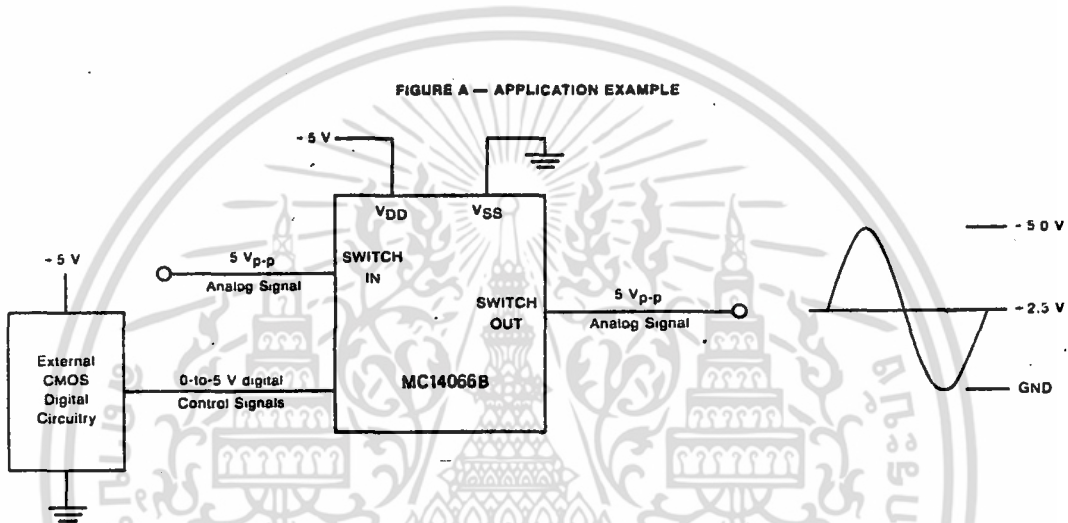 FIGURE A — APPLICATION EXAMPLE
- 5 V
VDD
VSS
- 5 V
5 Vp-p
Analog Signal
SWITCH
IN
SWITCH
OUT
5 Vp-p
Analog Signal
MC14066B
External
CMOS
Digital
Circuitry
0-to-5 V digital
Control Signals
- 5 0 V
- 2.5 V
GND